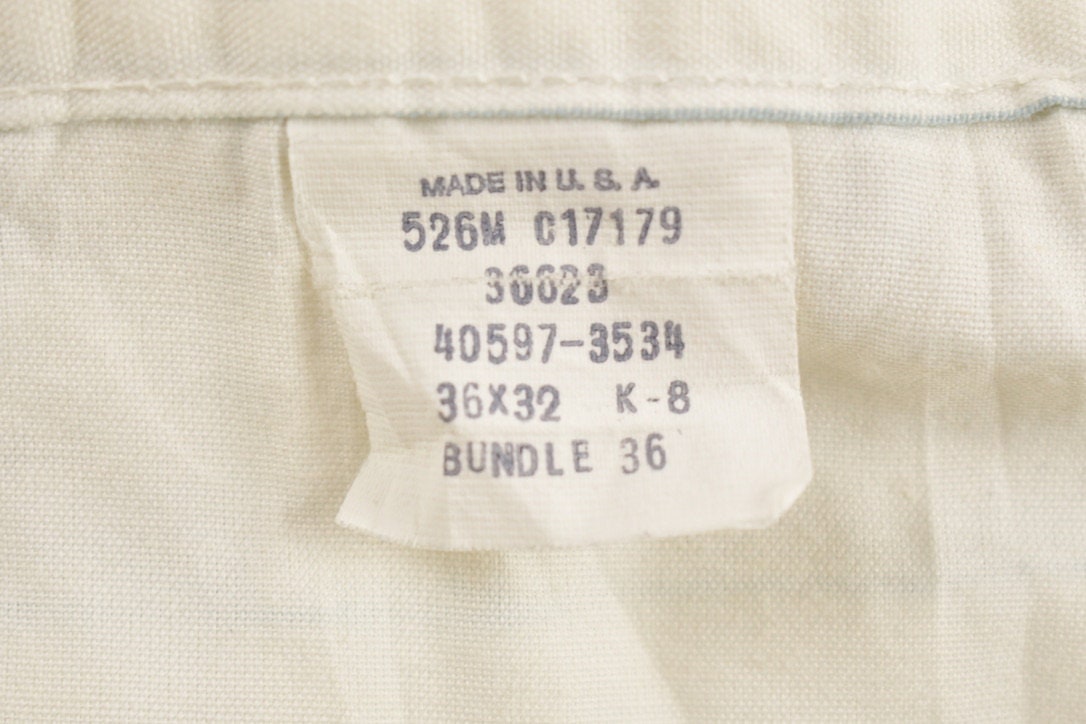 MADE IN U. S. A.
526M C17179
36623
40597-3534
36X32 K-8
BUNDLE 36